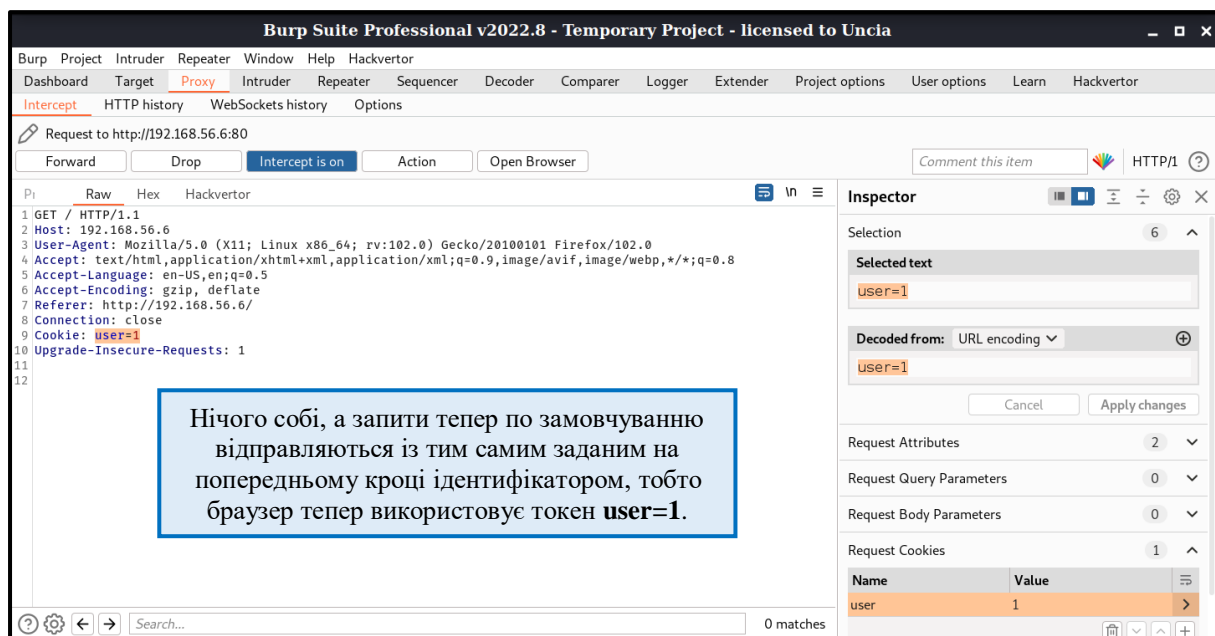 Burp Suite Professional v2022.8 - Temporary Project - licensed to Uncia
Burp Project Intruder Repeater Window Help Hackvertor
Dashboard Target Proxy Intruder Repeater Sequencer Decoder Comparer Logger Extender Project options User options Learn Hackvertor
Intercept HTTP history WebSockets history Options
Request to http://192.168.56.6:80
Forward Drop Intercept is on Action Open Browser Comment this item HTTP/1
Raw Hex Hackvertor \n
1 GET / HTTP/1.1
2 Host: 192.168.56.6
3 User-Agent: Mozilla/5.0 (X11; Linux x86_64; rv:102.0) Gecko/20100101 Firefox/102.0
4 Accept: text/html,application/xhtml+xml,application/xml;q=0.9,image/avif,image/webp,*/*;q=0.8
5 Accept-Language: en-US,en;q=0.5
6 Accept-Encoding: gzip, deflate
7 Referer: http://192.168.56.6/
8 Connection: close
9 Cookie: user=1
10 Upgrade-Insecure-Requests: 1
11
12
Нічого собі, а запити тепер по замовчуванню
відправляються із тим самим заданим на
попередньому кроці ідентифікатором, тобто
браузер тепер використовує токен user=1.
Search...
0 matches
Inspector
Selection 6
Selected text
user=1
Decoded from: URL encoding
user=1
Cancel Apply changes
Request Attributes 2
Request Query Parameters 0
Request Body Parameters 0
Request Cookies 1
Name Value
user 1